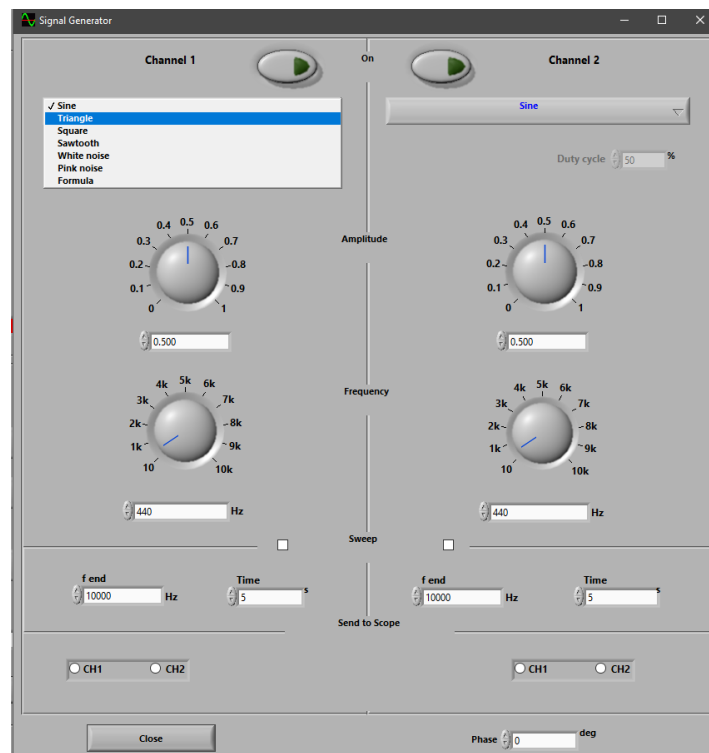 Signal Generator
Channel 1
On
Channel 2
✓ Sine
Triangle
Square
Sawtooth
White noise
Pink noise
Formula
Sine
Duty cycle 50 %
Amplitude
0 0.1 0.2 0.3 0.4 0.5 0.6 0.7 0.8 0.9 1
0 0.1 0.2 0.3 0.4 0.5 0.6 0.7 0.8 0.9 1
0.500
0.500
Frequency
10 1k 2k 3k 4k 5k 6k 7k 8k 9k 10k
10 1k 2k 3k 4k 5k 6k 7k 8k 9k 10k
440 Hz
440 Hz
Sweep
f end
Time
f end
Time
10000 Hz
5 s
10000 Hz
5 s
Send to Scope
CH1 CH2
CH1 CH2
Close
Phase 0 deg